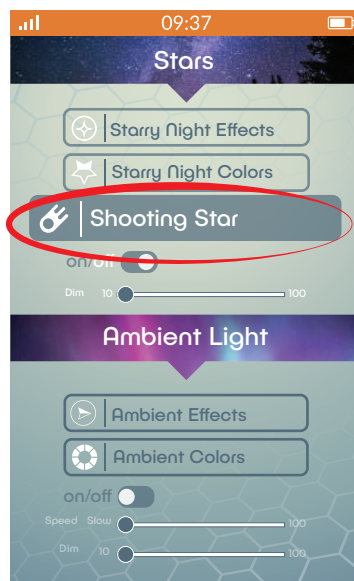 09:37
Stars
Starry Night Effects
Starry Night Colors
Shooting Star
on/off
Dim 10 100
Ambient Light
Ambient Effects
Ambient Colors
on/off
Speed Slow 100
Dim 10 100